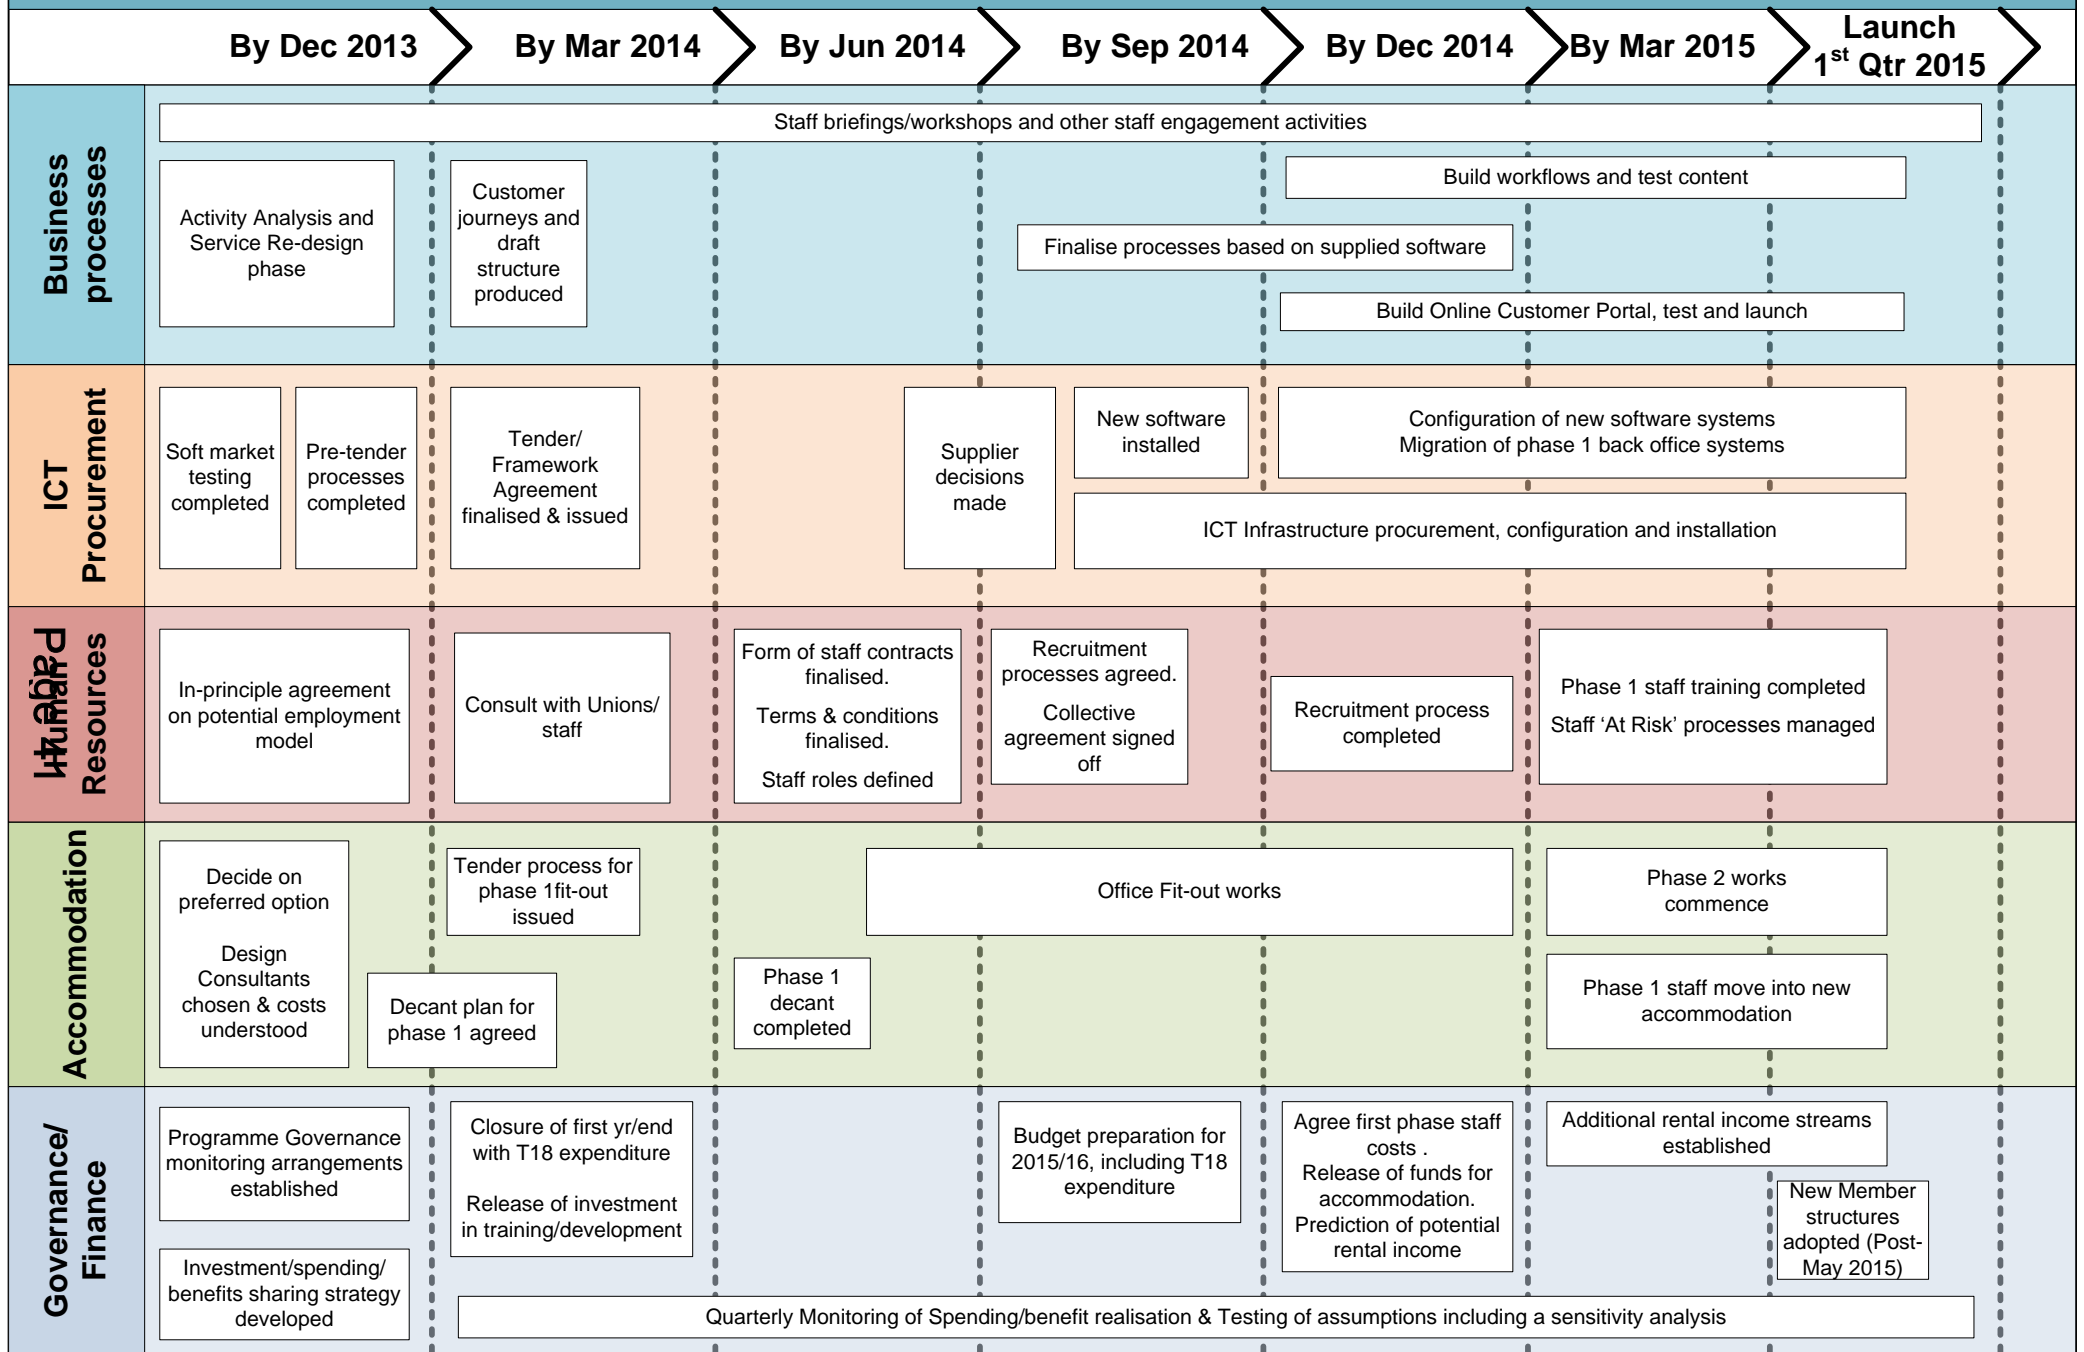 By Dec 2013
By Mar 2014
By Jun 2014
By Sep 2014
By Dec 2014
By Mar 2015
Launch
1st Qtr 2015
Business
processes
Staff briefings/workshops and other staff engagement activities
Activity Analysis and
Service Re-design
phase
Customer
journeys and
draft
structure
produced
Build workflows and test content
Finalise processes based on supplied software
Build Online Customer Portal, test and launch
ICT
Procurement
Soft market
testing
completed
Pre-tender
processes
completed
Tender/
Framework
Agreement
finalised & issued
Supplier
decisions
made
New software
installed
Configuration of new software systems
Migration of phase 1 back office systems
ICT Infrastructure procurement, configuration and installation
Human
Resources
Page 41
In-principle agreement
on potential employment
model
Consult with Unions/
staff
Form of staff contracts
finalised.
Terms & conditions
finalised.
Staff roles defined
Recruitment
processes agreed.
Collective
agreement signed
off
Recruitment process
completed
Phase 1 staff training completed
Staff ‘At Risk’ processes managed
Accommodation
Decide on
preferred option
Design
Consultants
chosen & costs
understood
Decant plan for
phase 1 agreed
Tender process for
phase 1fit-out
issued
Phase 1
decant
completed
Office Fit-out works
Phase 2 works
commence
Phase 1 staff move into new
accommodation
Governance/
Finance
Programme Governance
monitoring arrangements
established
Investment/spending/
benefits sharing strategy
developed
Closure of first yr/end
with T18 expenditure
Release of investment
in training/development
Budget preparation for
2015/16, including T18
expenditure
Agree first phase staff
costs .
Release of funds for
accommodation.
Prediction of potential
rental income
Additional rental income streams
established
New Member
structures
adopted (Post-
May 2015)
Quarterly Monitoring of Spending/benefit realisation & Testing of assumptions including a sensitivity analysis